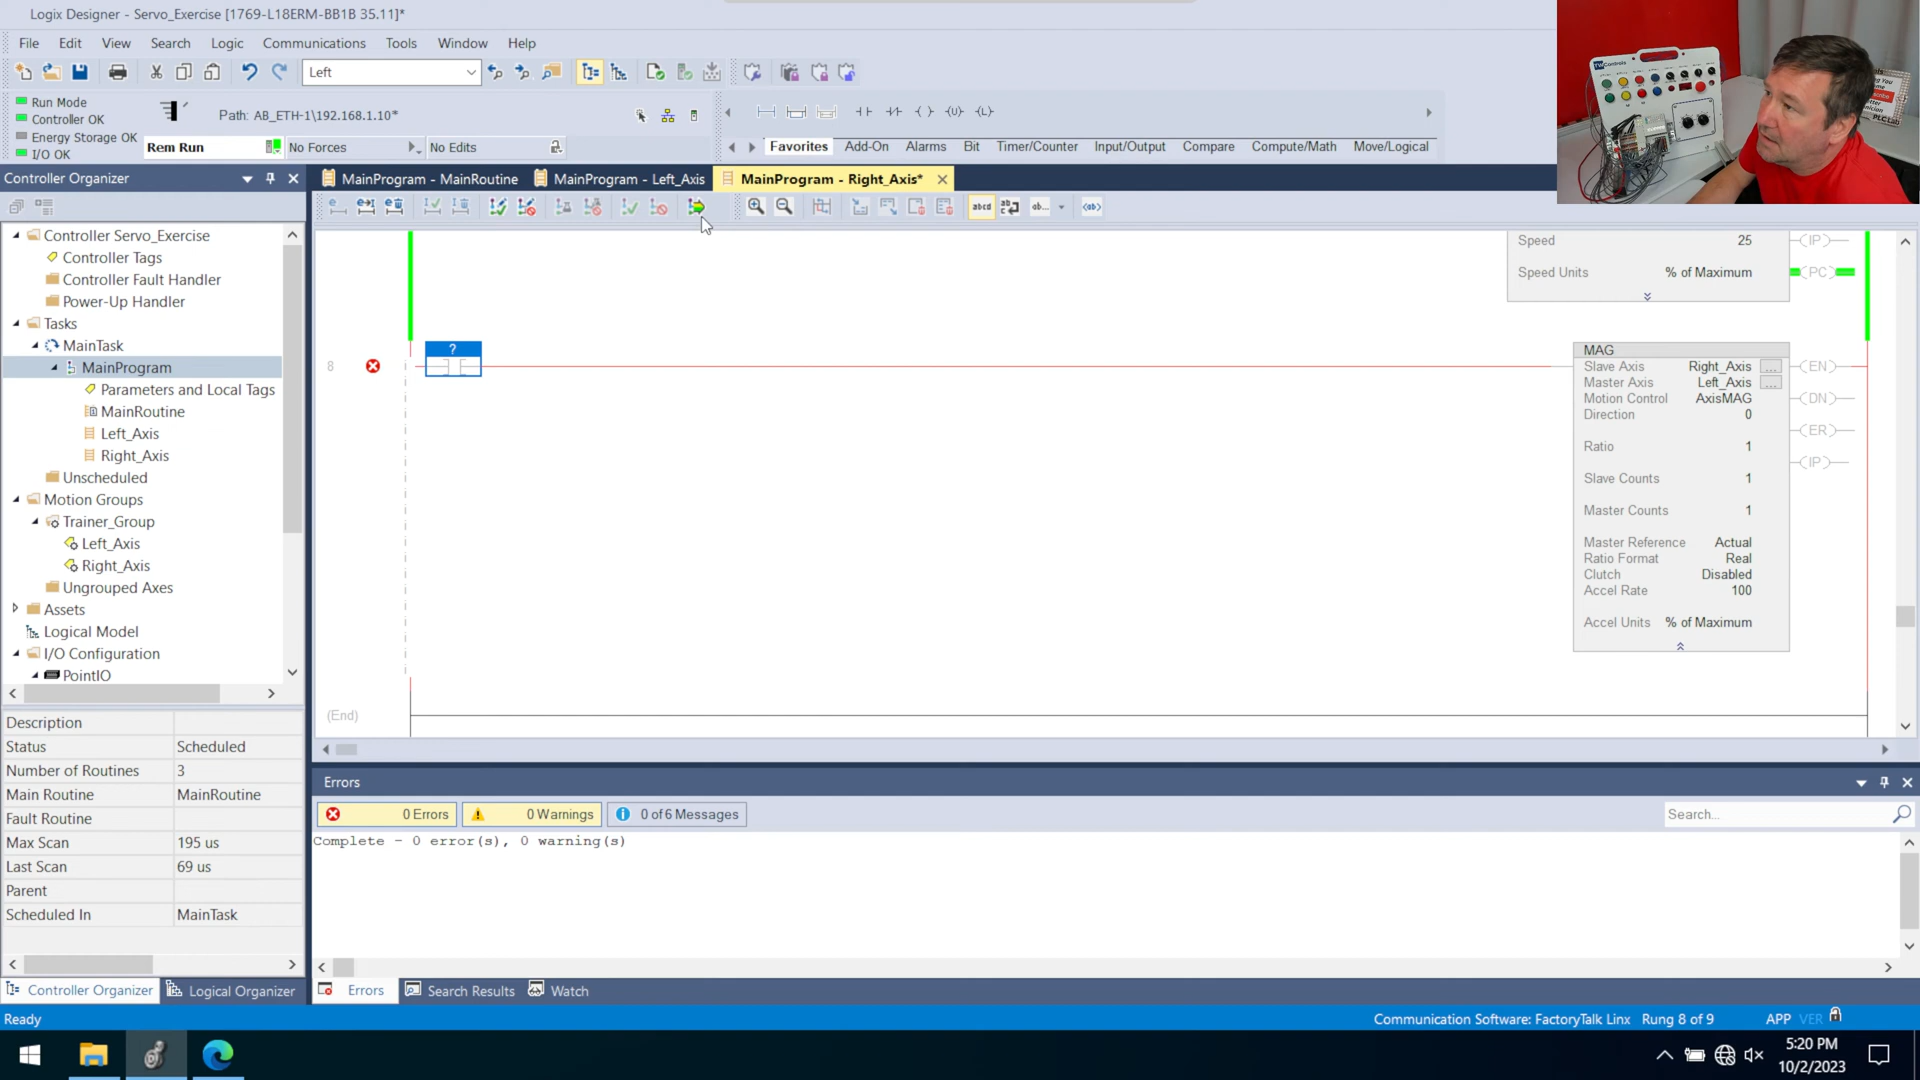 Logix Designer - Servo_Exercise [1769-L18ERM-BB1B 35.11]*
File Edit View Search Logic Communications Tools Window Help
Left
Run Mode
Controller OK
Energy Storage OK
I/O OK
Path: AB_ETH-1\192.168.1.10*
Rem Run
No Forces
No Edits
Favorites Add-On Alarms Bit Timer/Counter Input/Output Compare Compute/Math Move/Logical
Controller Organizer
MainProgram - MainRoutine
MainProgram - Left_Axis
MainProgram - Right_Axis*
Controller Servo_Exercise
Controller Tags
Controller Fault Handler
Power-Up Handler
Tasks
MainTask
MainProgram
Parameters and Local Tags
MainRoutine
Left_Axis
Right_Axis
Unscheduled
Motion Groups
Trainer_Group
Left_Axis
Right_Axis
Ungrouped Axes
Assets
Logical Model
I/O Configuration
PointIO
Description
Status Scheduled
Number of Routines 3
Main Routine MainRoutine
Fault Routine
Max Scan 195 us
Last Scan 69 us
Parent
Scheduled In MainTask
Controller Organizer Logical Organizer
Speed 25 (IP)
Speed Units % of Maximum (PC)
8
?
MAG
Slave Axis Right_Axis ... (EN)
Master Axis Left_Axis ...
Motion Control AxisMAG (DN)
Direction 0
(ER)
Ratio 1
(IP)
Slave Counts 1
Master Counts 1
Master Reference Actual
Ratio Format Real
Clutch Disabled
Accel Rate 100
Accel Units % of Maximum
(End)
Errors
0 Errors 0 Warnings 0 of 6 Messages
Search...
Complete - 0 error(s), 0 warning(s)
Errors Search Results Watch
Ready
Communication Software: FactoryTalk Linx Rung 8 of 9 APP VER
5:20 PM
10/2/2023